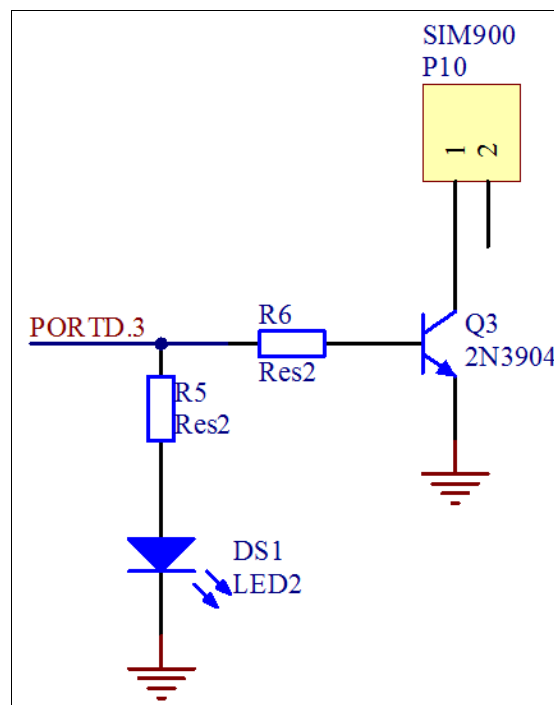 SIM900
P10
1
2
PORTD.3
R6
Res2
Q3
2N3904
R5
Res2
DS1
LED2